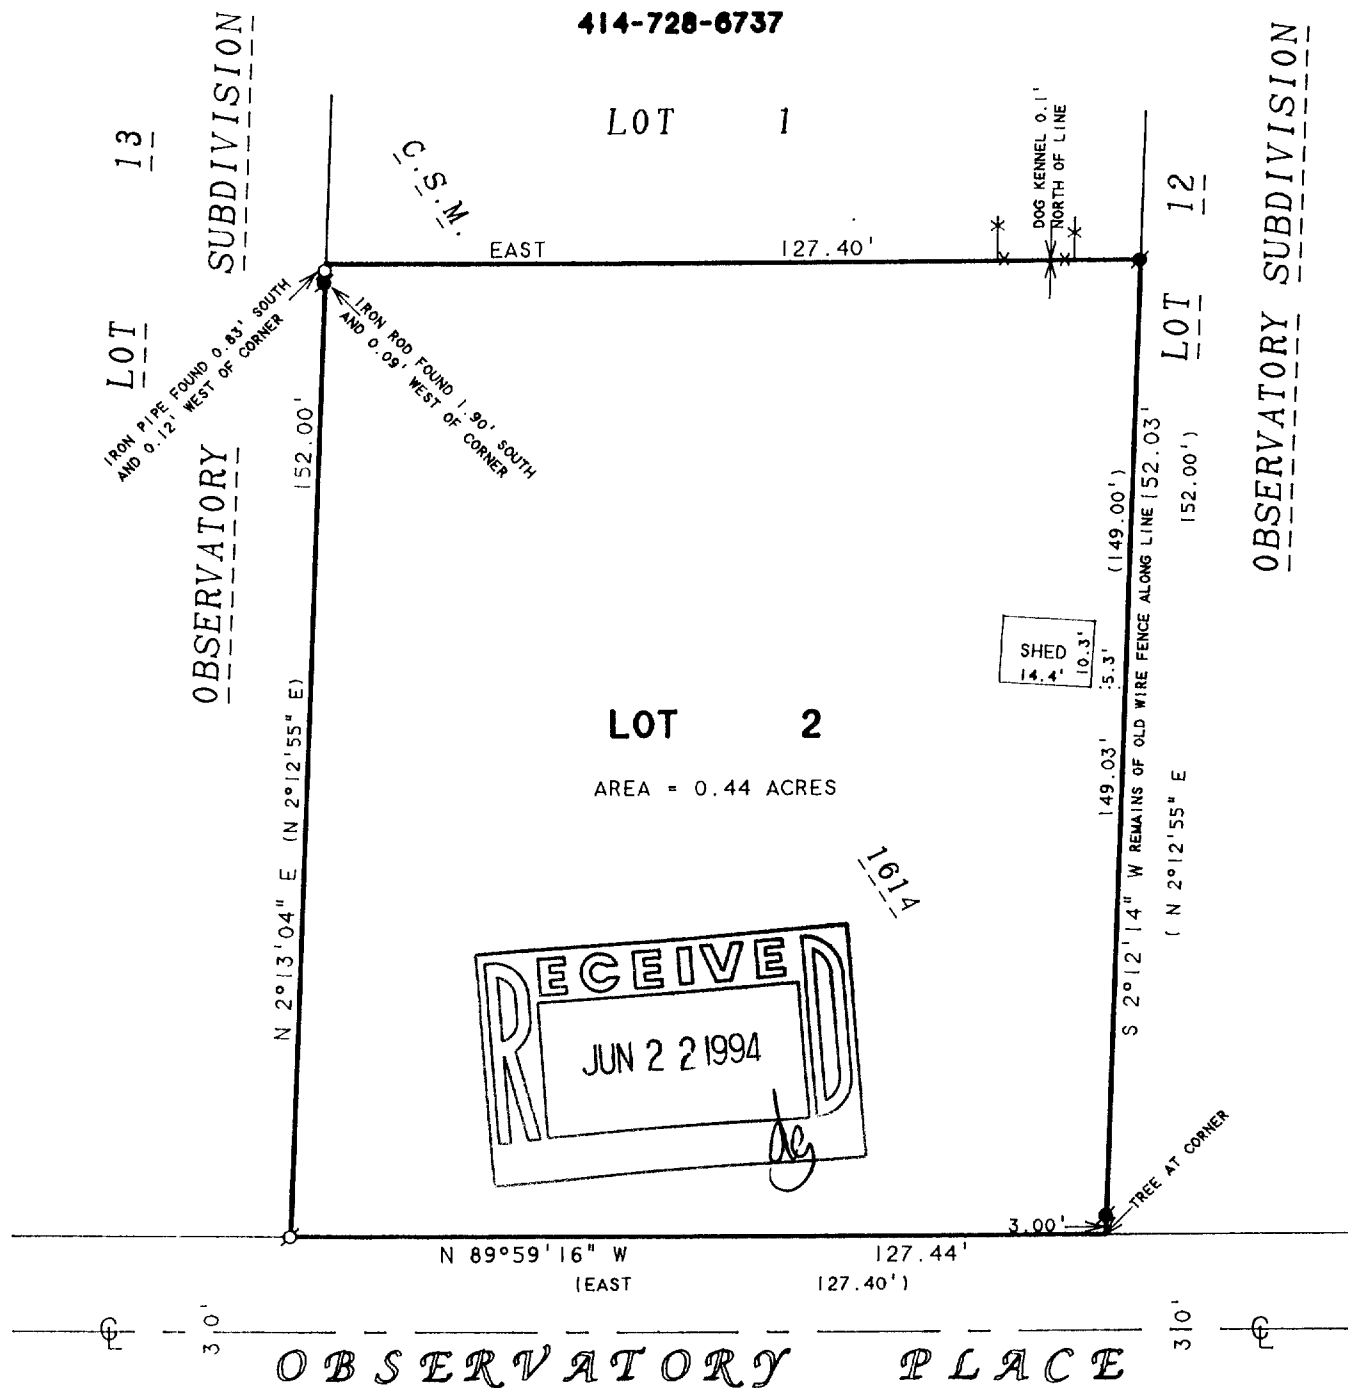 414-728-6737
LOT 1
C.S.M.
LOT 13
OBSERVATORY SUBDIVISION
DOG KENNEL 0.1'
NORTH OF LINE
LOT 12
OBSERVATORY SUBDIVISION
EAST 127.40'
IRON PIPE FOUND 0.83' SOUTH
AND 0.12' WEST OF CORNER
IRON ROD FOUND 1.90' SOUTH
AND 0.09' WEST OF CORNER
N 2°13'04" E (N 2°12'55" E) 152.00'
149.03' (149.00')
S 2°12'14" W REMAINS OF OLD WIRE FENCE ALONG LINE 152.03'
(N 2°12'55" E 152.00')
SHED
14.4'
10.3'
5.3'
LOT 2
AREA = 0.44 ACRES
1614
RECEIVED
JUN 22 1994
dg
TREE AT CORNER
3.00'
N 89°59'16" W 127.44'
(EAST 127.40')
30'
310'
OBSERVATORY PLACE